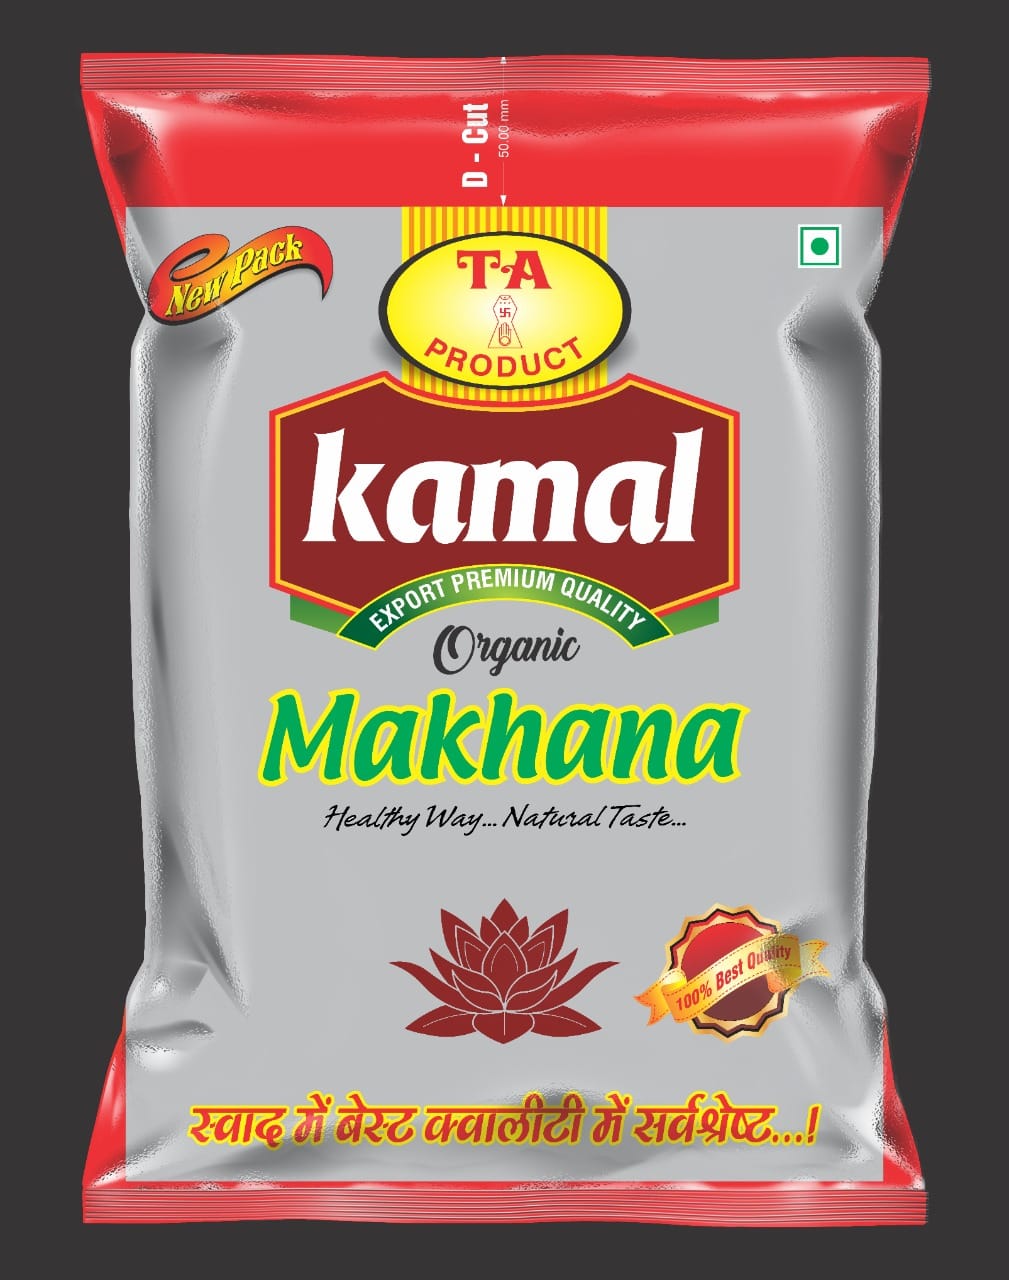 D - Cut
50.00 mm
New Pack
TA
PRODUCT
kamal
EXPORT PREMIUM QUALITY
Organic
Makhana
Healthy Way... Natural Taste...
100% Best Quality
स्वाद में बेस्ट क्वालीटी में सर्वश्रेष्ट...!